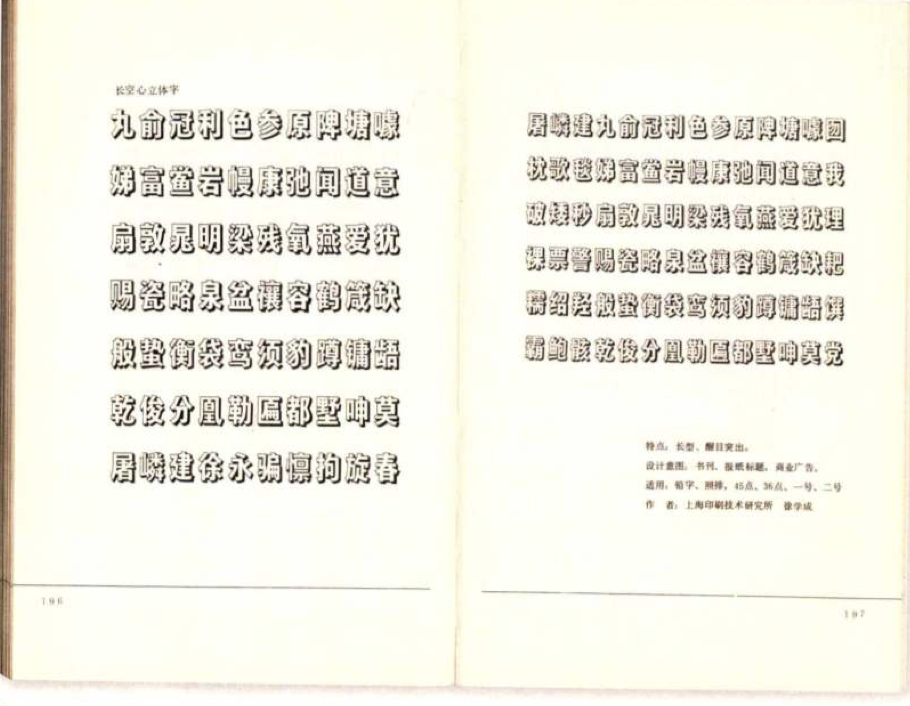 长空心立体字
九俞冠利色参原陴塘噱
娣富鲎岩幔康弛闻道意
扇敦晁明梁残氧燕爱犹
赐瓷略泉盆禳容鹤箴缺
般蛰衡袋鸾须豹蹲镛龉
乾俊分凰勒匾都墅呻莫
屠嶙建徐永骗懔拘旋春
196
屠嶙建九俞冠利色参原陴塘噱囫
枕歌毯娣富鲎岩幔康弛闻道意我
破矮秒扇敦晁明梁残氧燕爱犹理
裸票警赐瓷略泉盆禳容鹤箴缺耙
糯绍羟般蛰衡袋鸾须豹蹲镛龉馔
霸鲍骸乾俊分凰勒匾都墅呻莫党
特点：长型、醒目突出。
设计意图：书刊、报纸标题，商业广告。
适用：铅字、照排，45点、36点、一号、二号
作 者：上海印刷技术研究所 徐学成
197